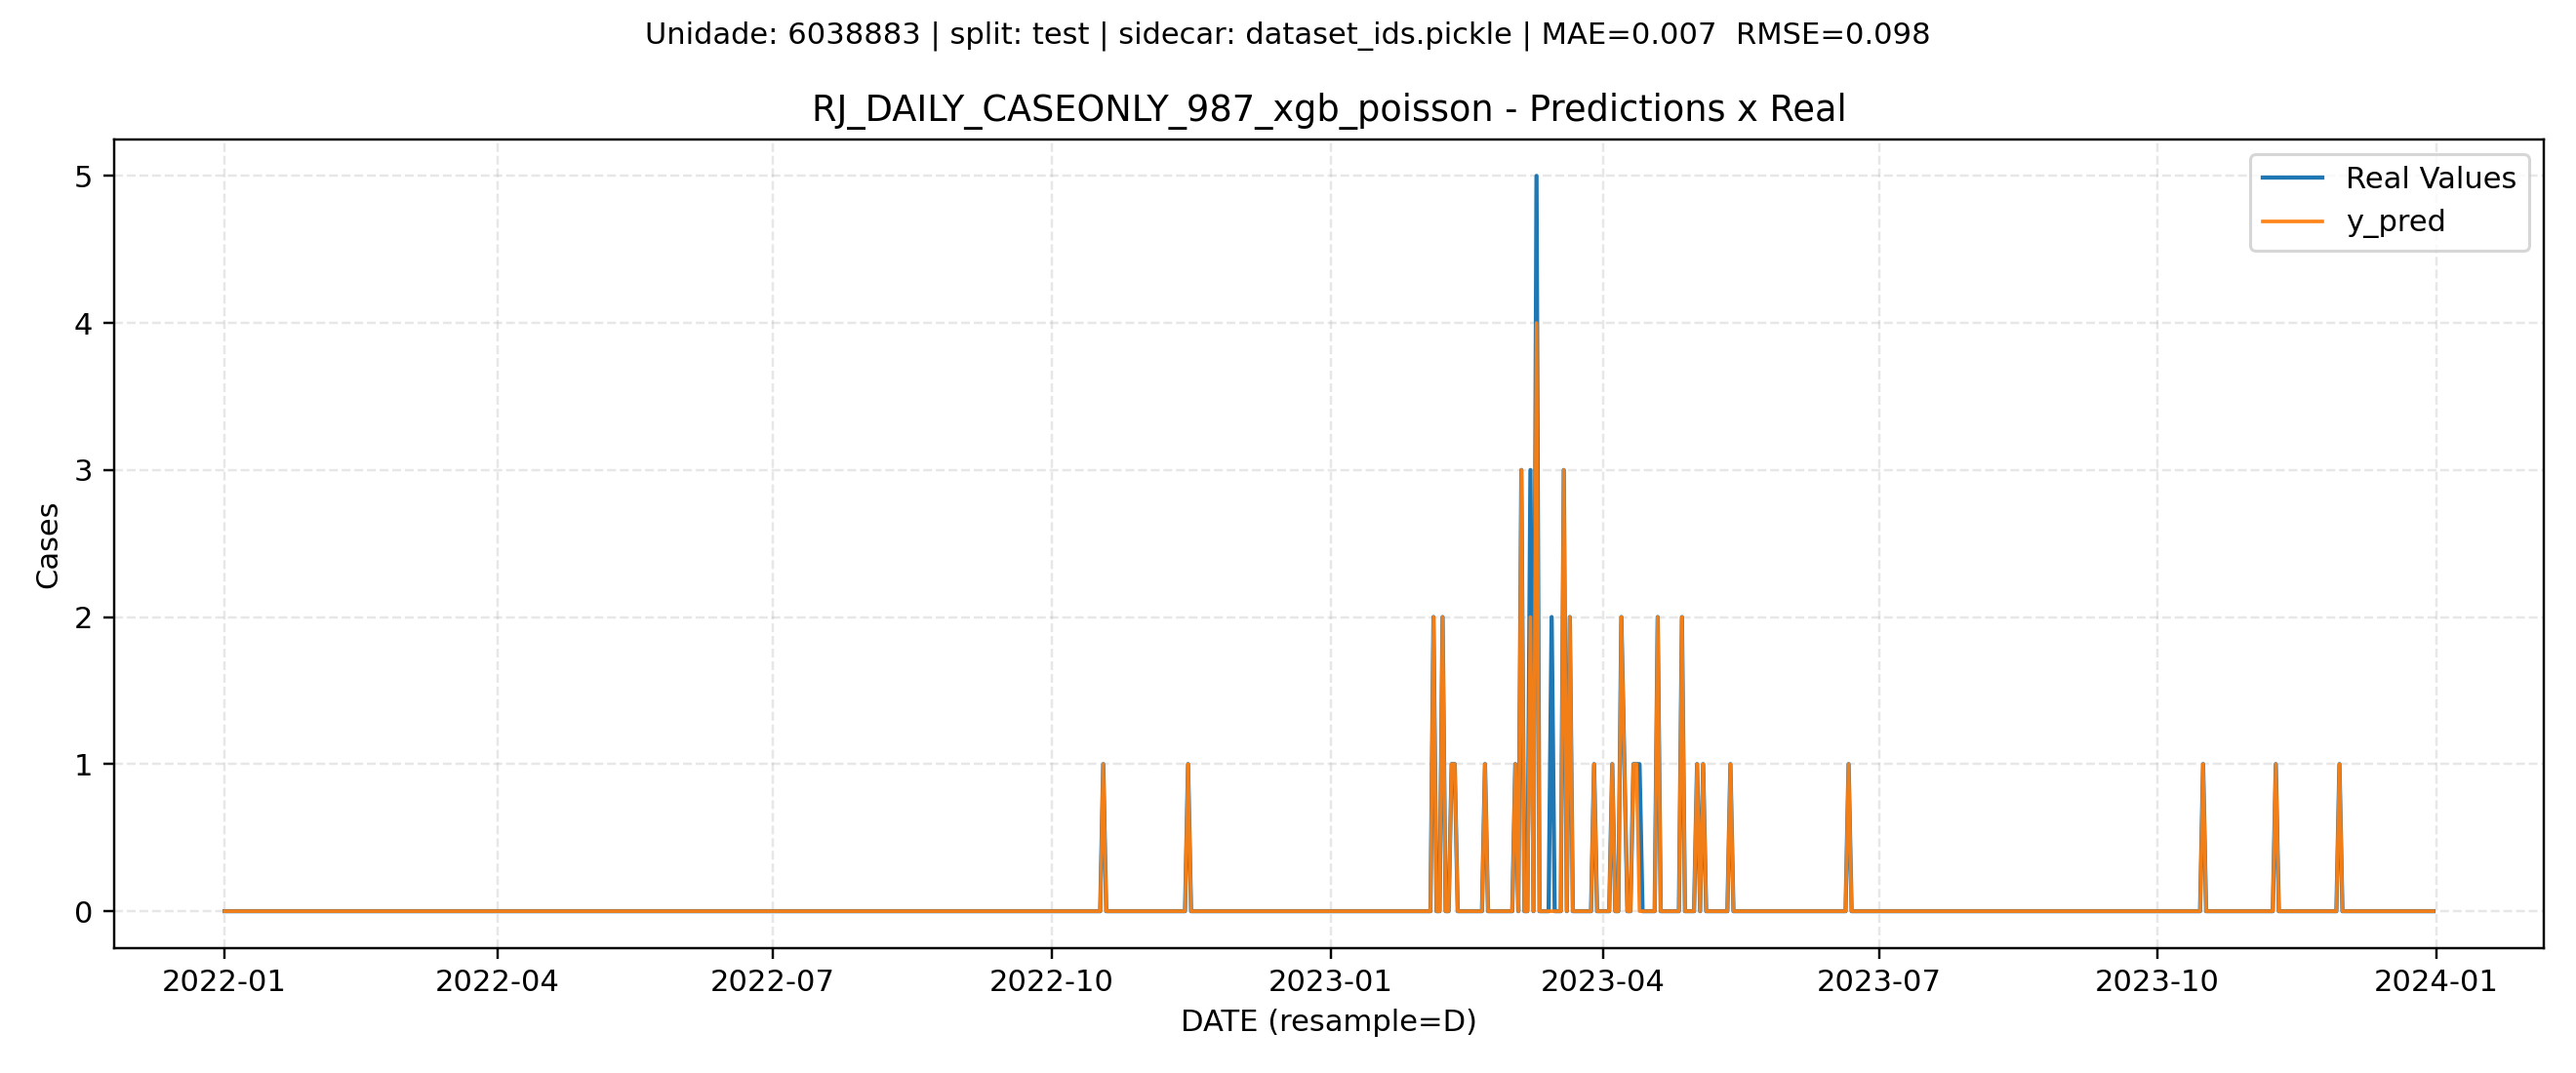 Unidade: 6038883 | split: test | sidecar: dataset_ids.pickle | MAE=0.007  RMSE=0.098
RJ_DAILY_CASEONLY_987_xgb_poisson - Predictions x Real
Real Values
y_pred
Cases
5
4
3
2
1
0
2022-01 2022-04 2022-07 2022-10 2023-01 2023-04 2023-07 2023-10 2024-01
DATE (resample=D)